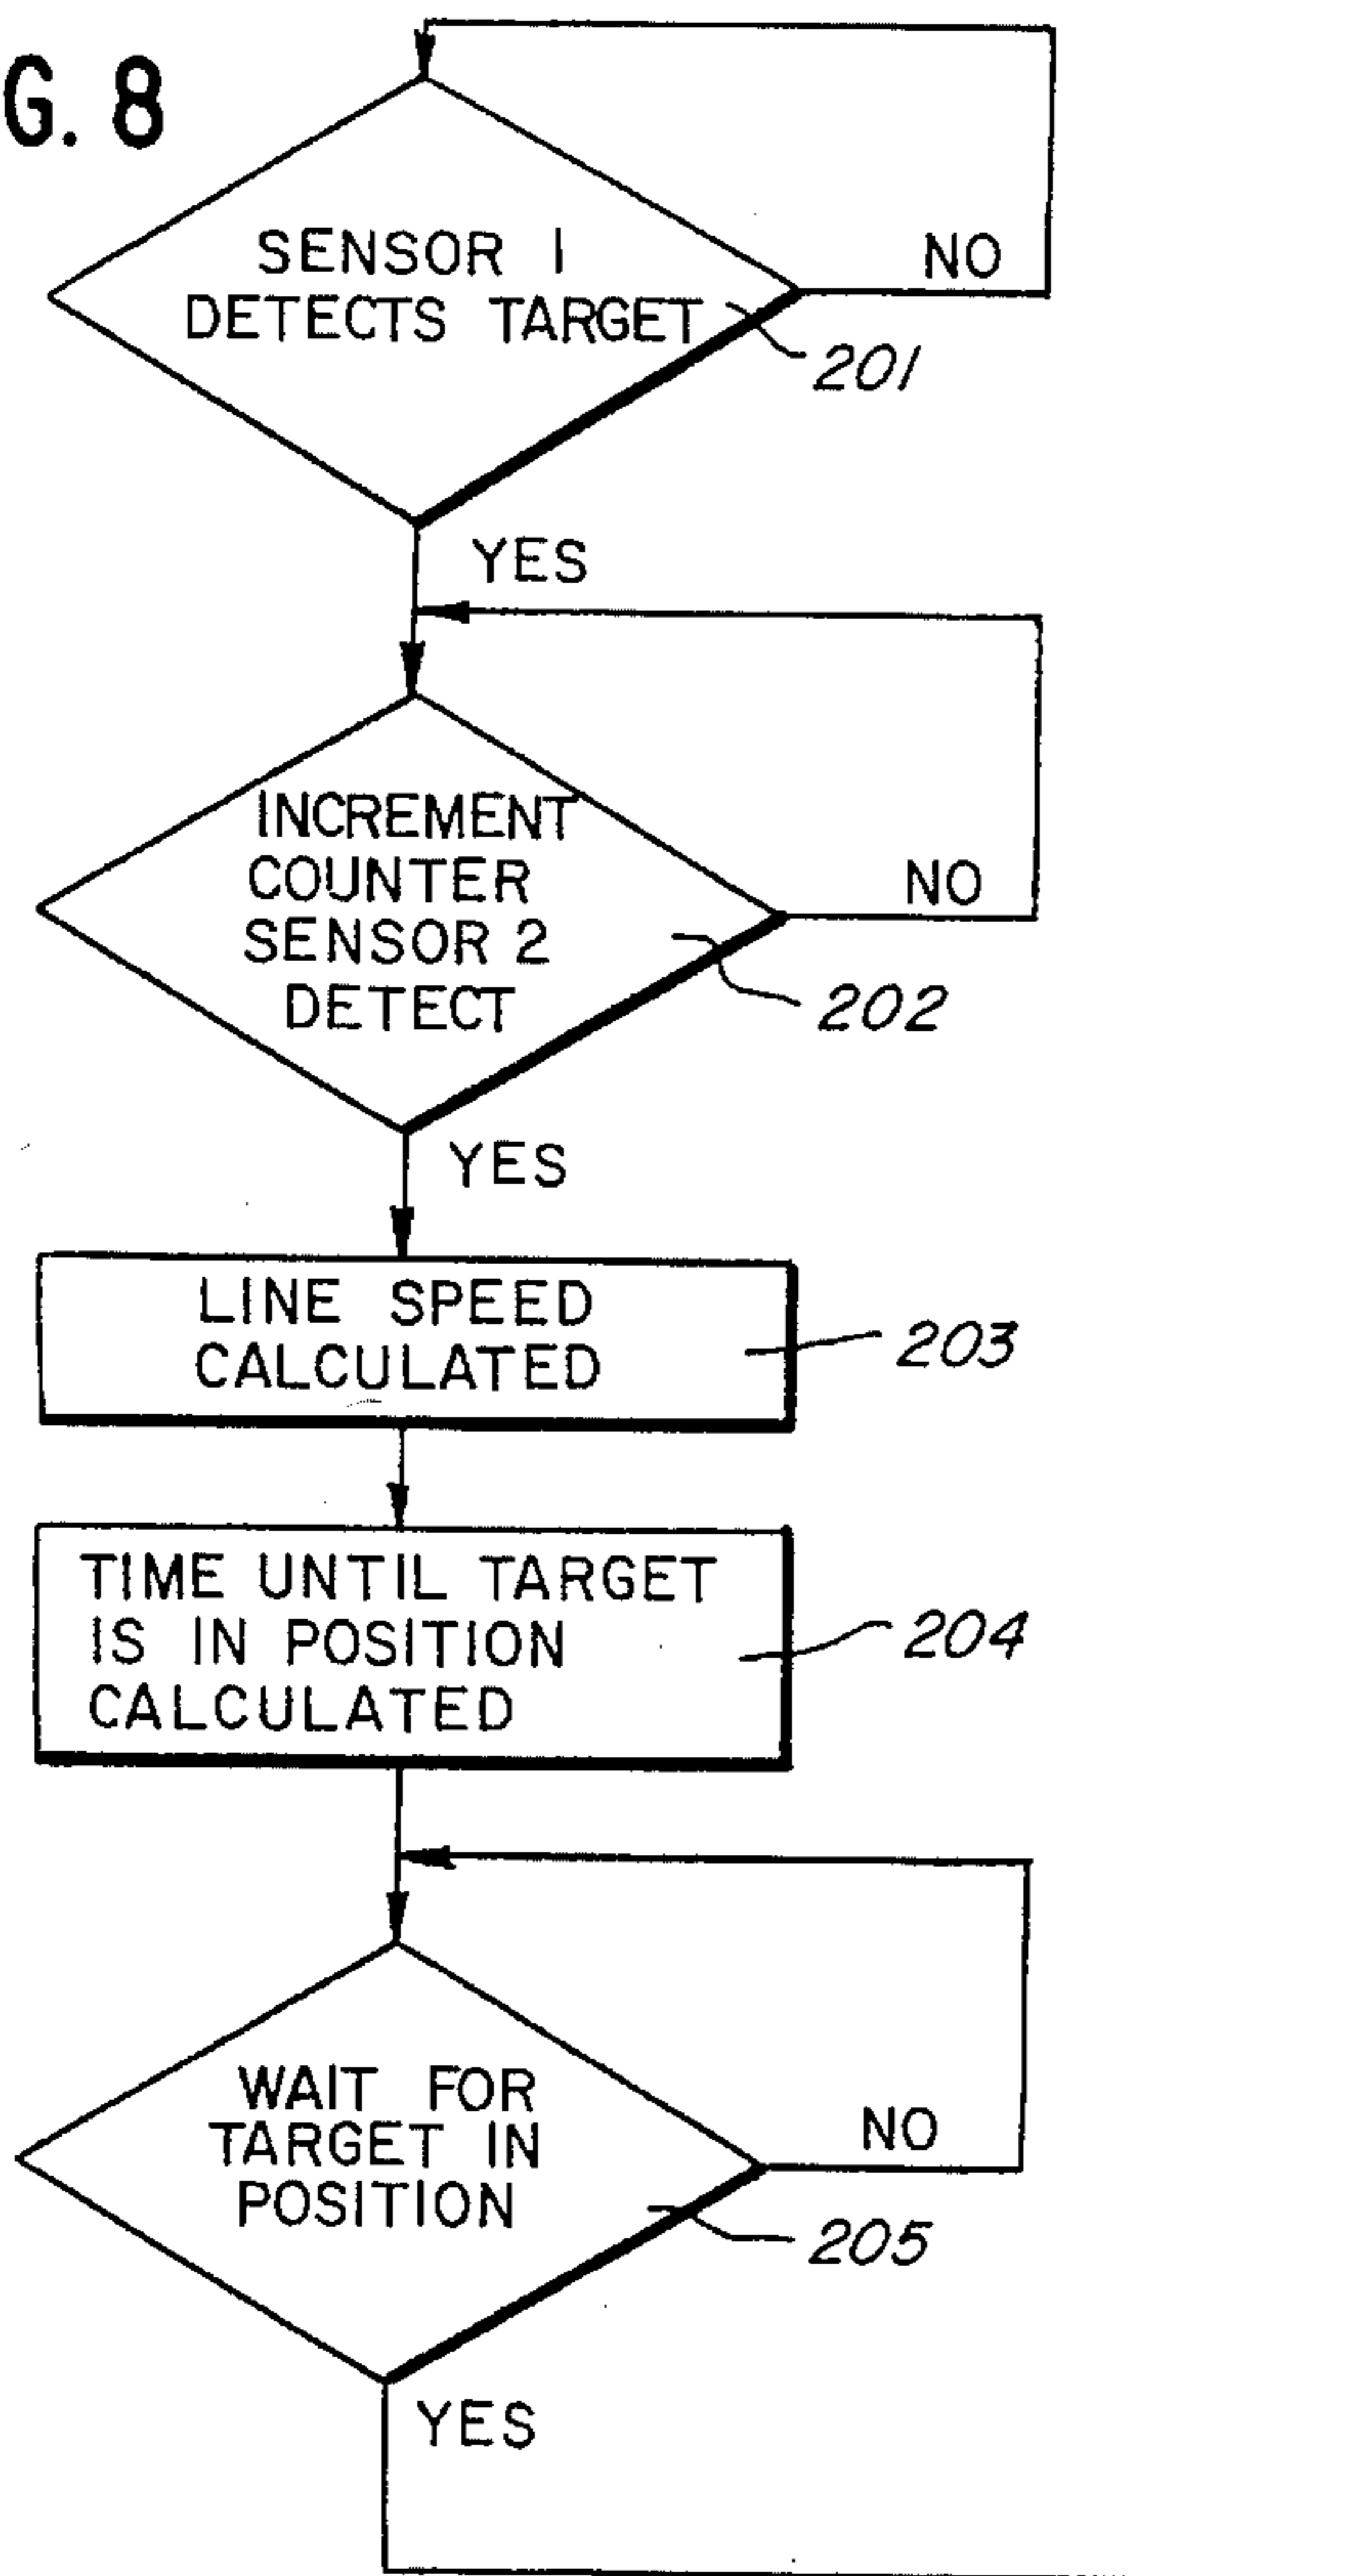 G. 8
SENSOR 1
DETECTS TARGET
NO
201
YES
INCREMENT
COUNTER
SENSOR 2
DETECT
NO
202
YES
LINE SPEED
CALCULATED
203
TIME UNTIL TARGET
IS IN POSITION
CALCULATED
204
WAIT FOR
TARGET IN
POSITION
NO
205
YES